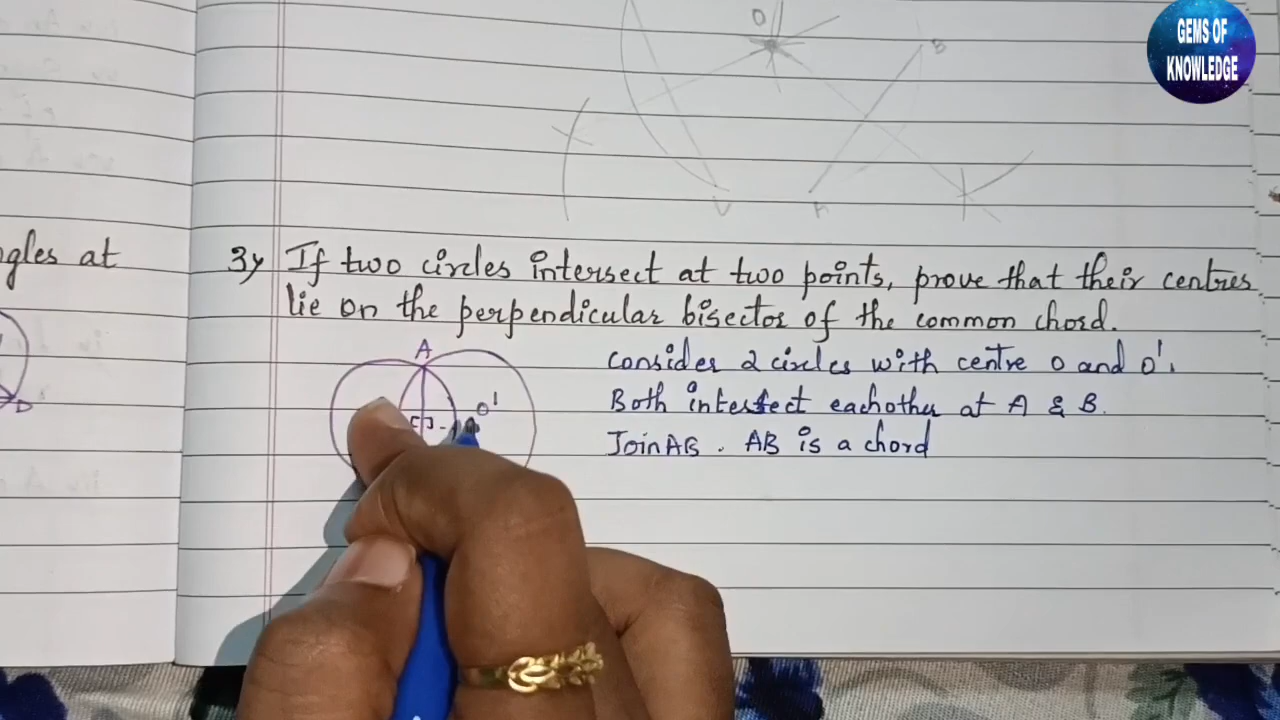 GEMS OF
KNOWLEDGE
O
B
gles at
3) If two circles intersect at two points, prove that their centres
lie on the perpendicular bisector of the common chord.
A
Consider 2 circles with centre O and O'.
O'
Both intersect eachother at A & B.
Join AB. AB is a chord
D